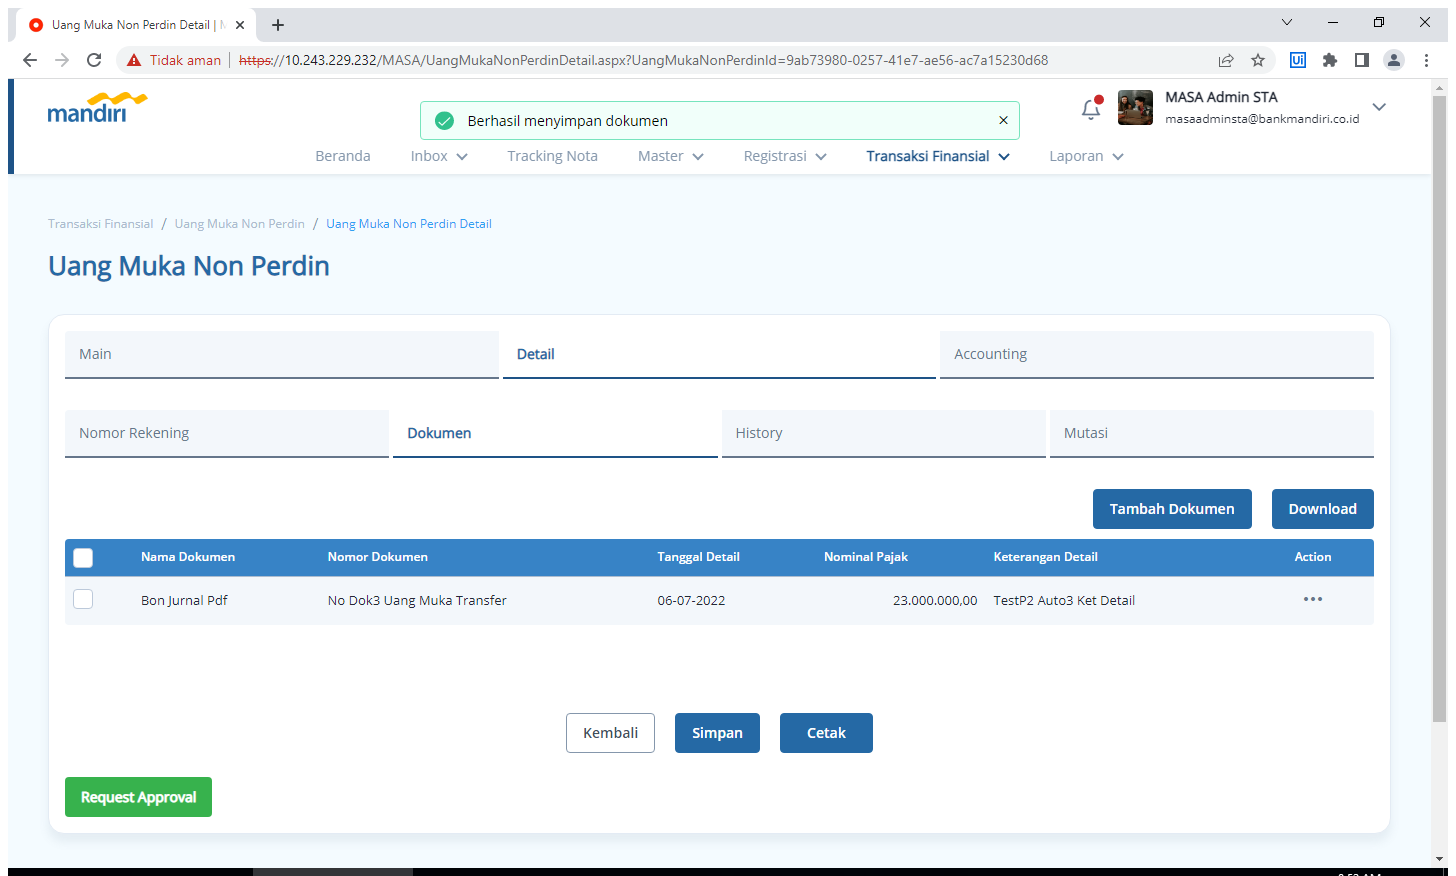 Uang Muka Non Perdin Detail |
Tidak aman
https://10.243.229.232/MASA/UangMukaNonPerdinDetail.aspx?UangMukaNonPerdinId=9ab73980-0257-41e7-ae56-ac7a15230d68
Ui
mandiri
Berhasil menyimpan dokumen
MASA Admin STA
masaadminsta@bankmandiri.co.id
Beranda Inbox Tracking Nota Master Registrasi Transaksi Finansial Laporan
Transaksi Finansial / Uang Muka Non Perdin / Uang Muka Non Perdin Detail
Uang Muka Non Perdin
Main Detail Accounting
Nomor Rekening Dokumen History Mutasi
Tambah Dokumen Download
Nama Dokumen Nomor Dokumen Tanggal Detail Nominal Pajak Keterangan Detail Action
Bon Jurnal Pdf No Dok3 Uang Muka Transfer 06-07-2022 23.000.000,00 TestP2 Auto3 Ket Detail
Kembali Simpan Cetak
Request Approval